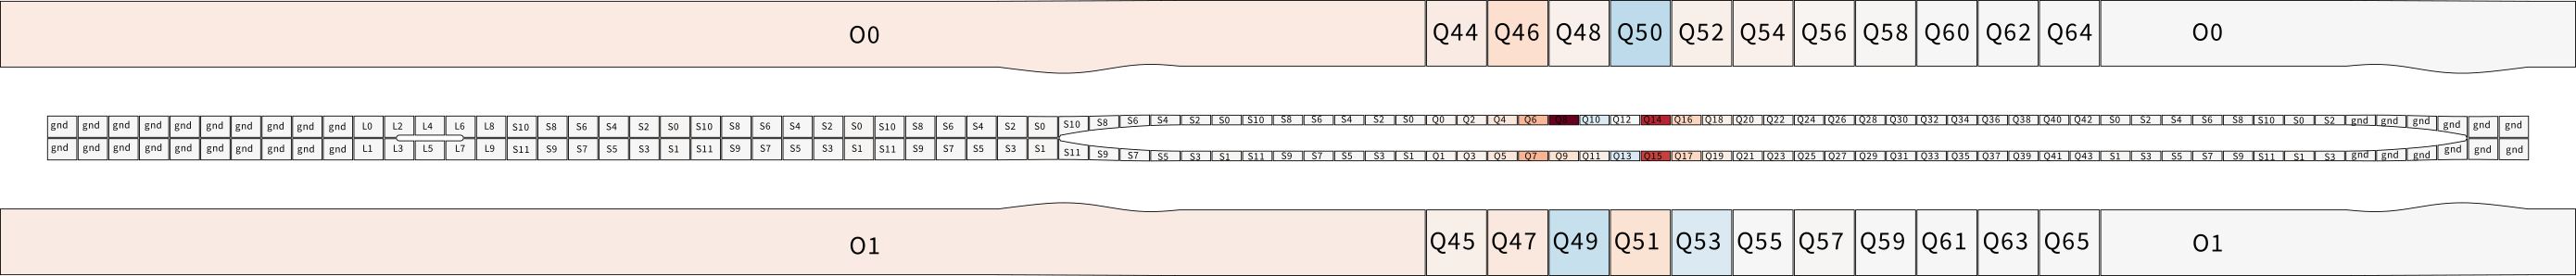 O0 Q44 Q46 Q48 Q50 Q52 Q54 Q56 Q58 Q60 Q62 Q64 O0
gnd gnd gnd gnd gnd gnd gnd gnd gnd gnd L0 L2 L4 L6 L8 S10 S8 S6 S4 S2 S0 S10 S8 S6 S4 S2 S0 S10 S8 S6 S4 S2 S0 S10 S8 S6 S4 S2 S0 S10 S8 S6 S4 S2 S0 Q0 Q2 Q4 Q6 Q8 Q10 Q12 Q14 Q16 Q18 Q20 Q22 Q24 Q26 Q28 Q30 Q32 Q34 Q36 Q38 Q40 Q42 S0 S2 S4 S6 S8 S10 S0 S2 gnd gnd gnd gnd gnd gnd
gnd gnd gnd gnd gnd gnd gnd gnd gnd gnd L1 L3 L5 L7 L9 S11 S9 S7 S5 S3 S1 S11 S9 S7 S5 S3 S1 S11 S9 S7 S5 S3 S1 S11 S9 S7 S5 S3 S1 S11 S9 S7 S5 S3 S1 Q1 Q3 Q5 Q7 Q9 Q11 Q13 Q15 Q17 Q19 Q21 Q23 Q25 Q27 Q29 Q31 Q33 Q35 Q37 Q39 Q41 Q43 S1 S3 S5 S7 S9 S11 S1 S3 gnd gnd gnd gnd gnd gnd
O1 Q45 Q47 Q49 Q51 Q53 Q55 Q57 Q59 Q61 Q63 Q65 O1